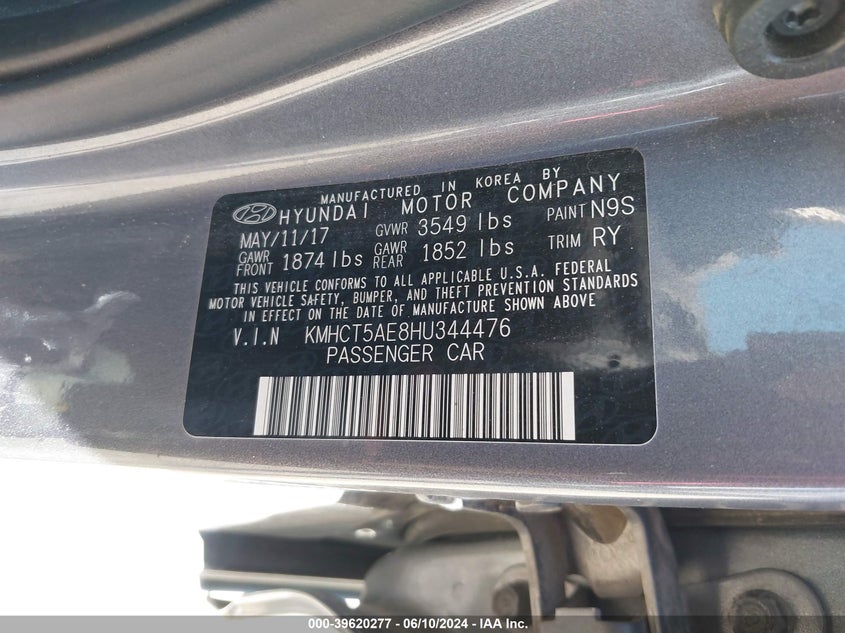 MANUFACTURED IN KOREA BY
HYUNDAI MOTOR COMPANY
MAY/11/17 GVWR 3549 lbs PAINT N9S
GAWR FRONT 1874 lbs GAWR REAR 1852 lbs TRIM RY
THIS VEHICLE CONFORMS TO ALL APPLICABLE U.S.A. FEDERAL
MOTOR VEHICLE SAFETY, BUMPER, AND THEFT PREVENTION STANDARDS
IN EFFECT ON THE DATE OF MANUFACTURE SHOWN ABOVE
V.I.N KMHCT5AE8HU344476
PASSENGER CAR
000-39620277 - 06/10/2024 - IAA Inc.